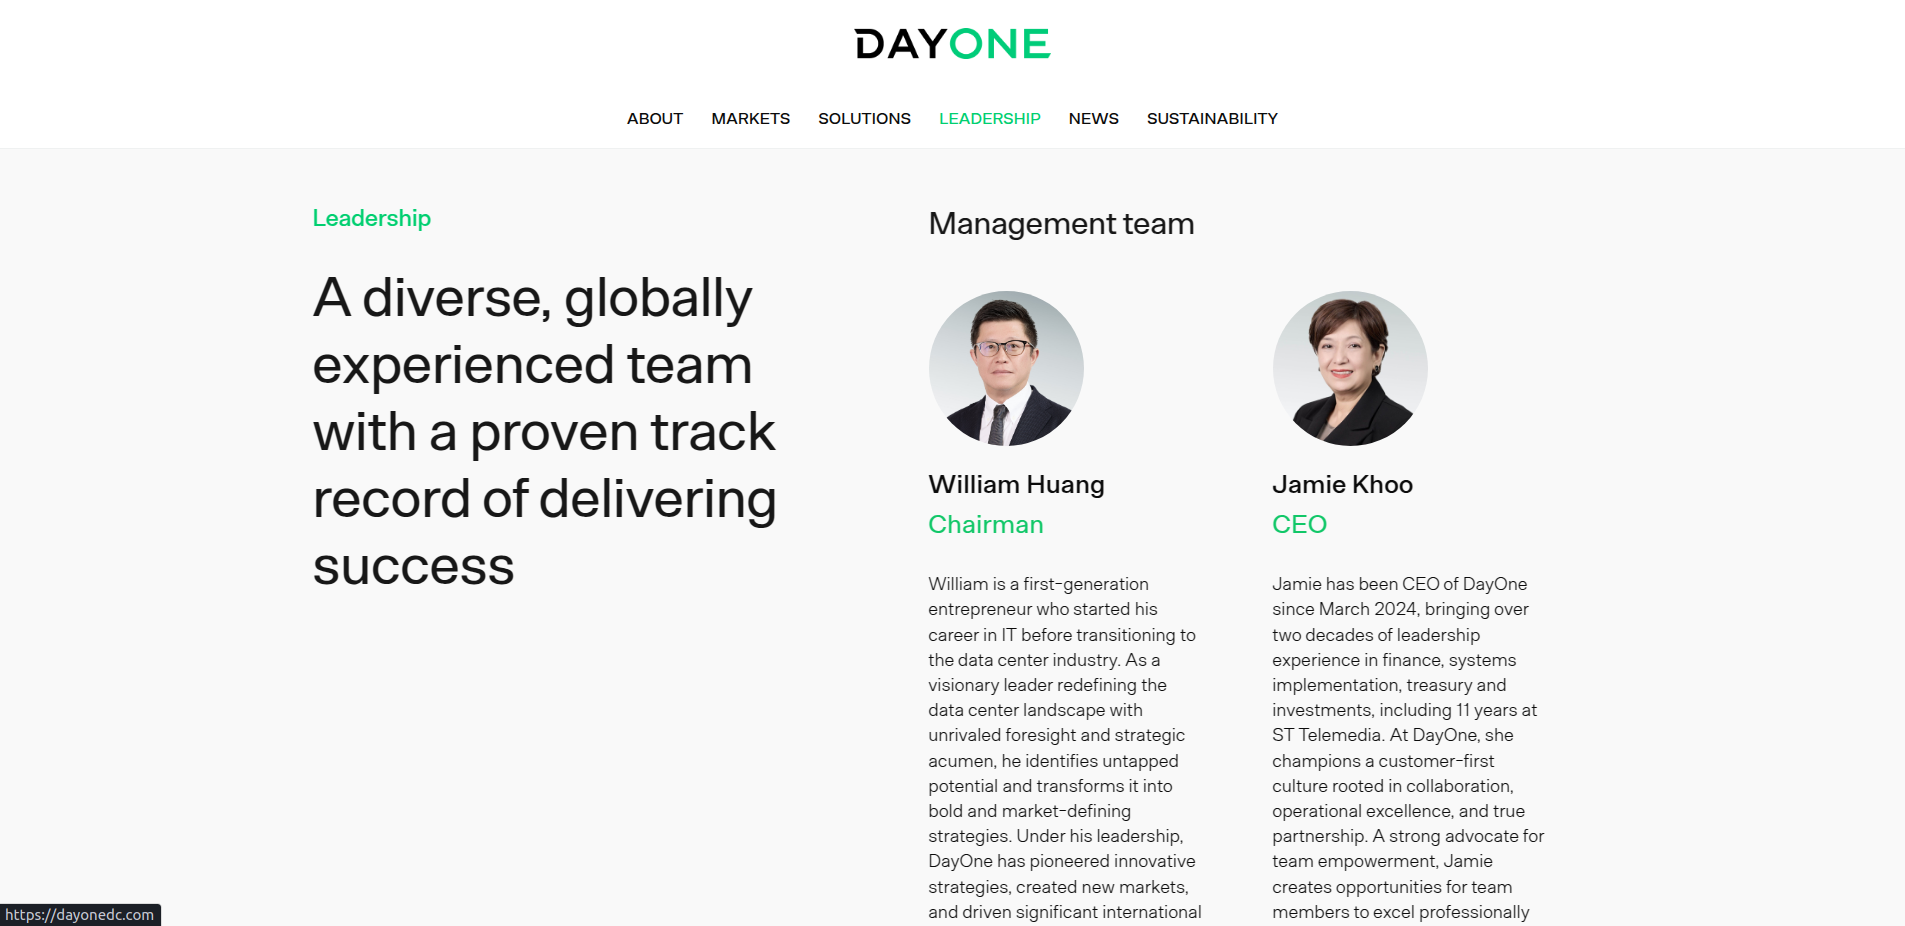 DAYONE
ABOUT MARKETS SOLUTIONS LEADERSHIP NEWS SUSTAINABILITY
Leadership
A diverse, globally
experienced team
with a proven track
record of delivering
success
Management team
William Huang
Chairman
William is a first-generation
entrepreneur who started his
career in IT before transitioning to
the data center industry. As a
visionary leader redefining the
data center landscape with
unrivaled foresight and strategic
acumen, he identifies untapped
potential and transforms it into
bold and market-defining
strategies. Under his leadership,
DayOne has pioneered innovative
strategies, created new markets,
and driven significant international
Jamie Khoo
CEO
Jamie has been CEO of DayOne
since March 2024, bringing over
two decades of leadership
experience in finance, systems
implementation, treasury and
investments, including 11 years at
ST Telemedia. At DayOne, she
champions a customer-first
culture rooted in collaboration,
operational excellence, and true
partnership. A strong advocate for
team empowerment, Jamie
creates opportunities for team
members to excel professionally
https://dayonedc.com